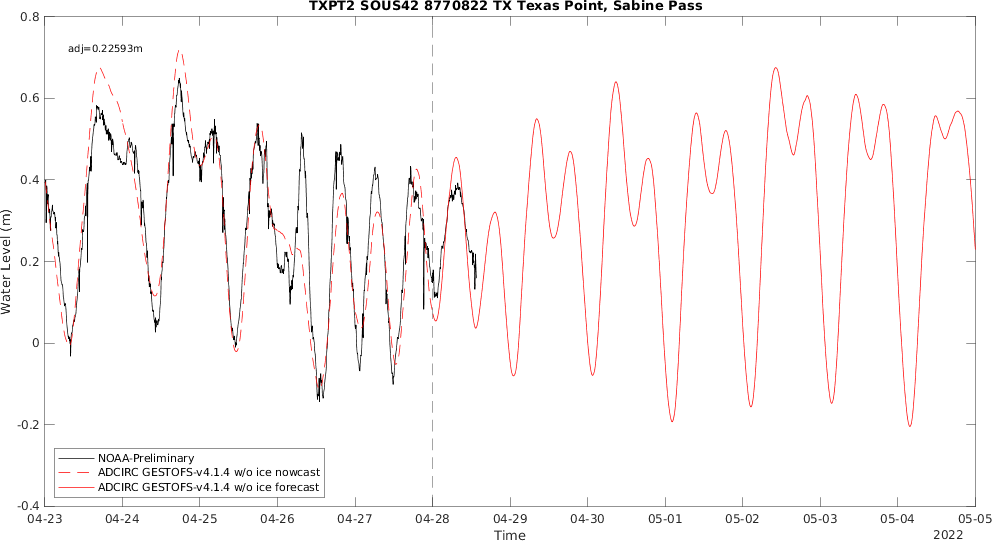 TXPT2 SOUS42 8770822 TX Texas Point, Sabine Pass
adj=0.22593m
Water Level (m)
0.8
0.6
0.4
0.2
0
-0.2
-0.4
NOAA-Preliminary
ADCIRC GESTOFS-v4.1.4 w/o ice nowcast
ADCIRC GESTOFS-v4.1.4 w/o ice forecast
04-23 04-24 04-25 04-26 04-27 04-28 04-29 04-30 05-01 05-02 05-03 05-04 05-05
Time
2022